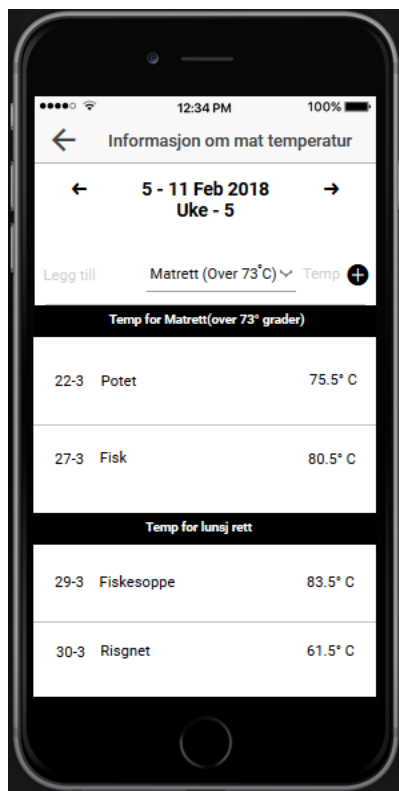 12:34 PM 100%
Informasjon om mat temperatur
5 - 11 Feb 2018
Uke - 5
Legg till Matrett (Over 73°C) Temp
Temp for Matrett(over 73° grader)
22-3 Potet 75.5° C
27-3 Fisk 80.5° C
Temp for lunsj rett
29-3 Fiskesoppe 83.5° C
30-3 Risgnet 61.5° C